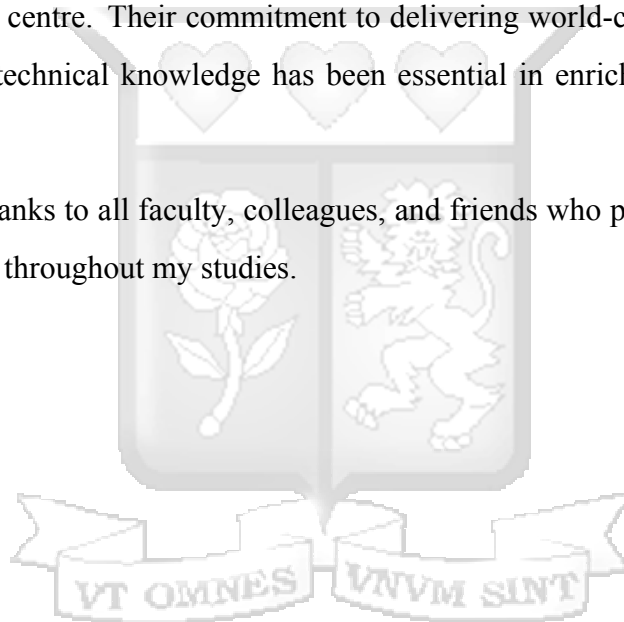 centre. Their commitment to delivering world-c
technical knowledge has been essential in enrich
anks to all faculty, colleagues, and friends who p
throughout my studies.
VT OMNES VNVM SINT